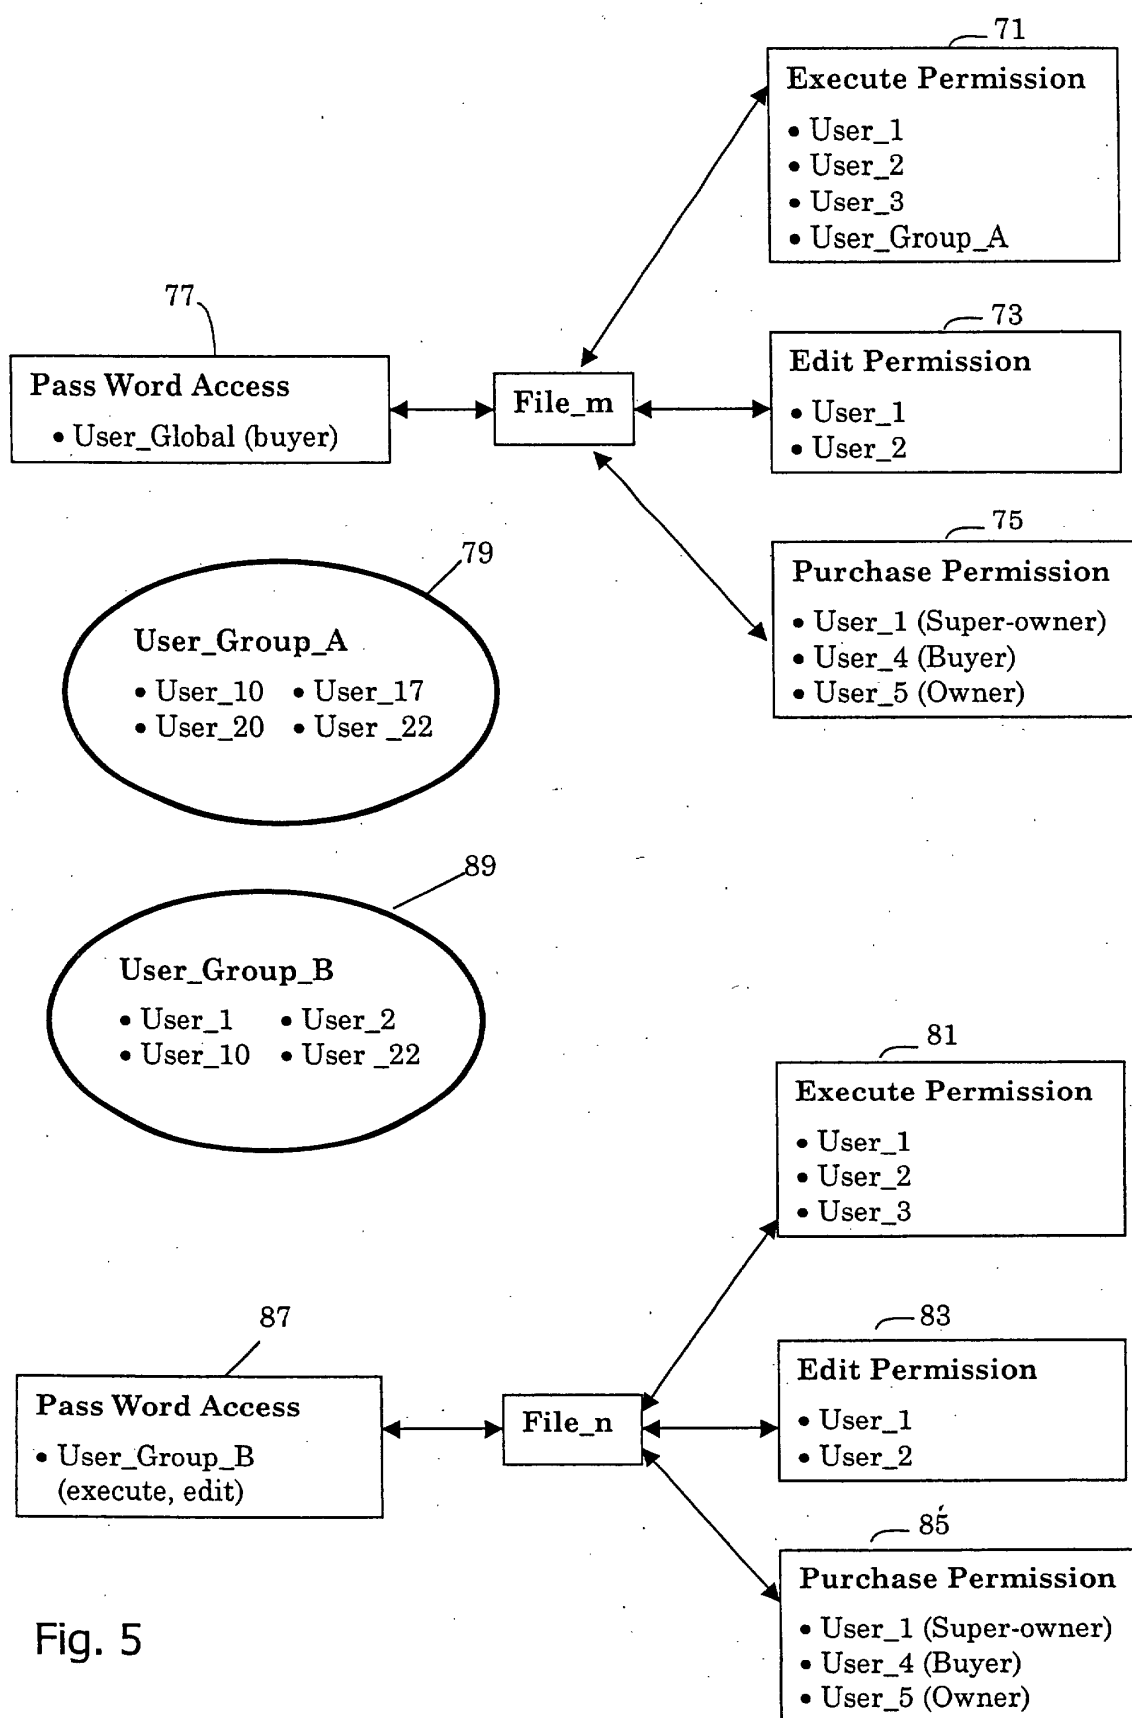 71
Execute Permission
• User_1
• User_2
• User_3
• User_Group_A
77
73
Pass Word Access
• User_Global (buyer)
File_m
Edit Permission
• User_1
• User_2
75
Purchase Permission
• User_1 (Super-owner)
• User_4 (Buyer)
• User_5 (Owner)
79
User_Group_A
• User_10 • User_17
• User_20 • User _22
89
User_Group_B
• User_1 • User_2
• User_10 • User _22
81
Execute Permission
• User_1
• User_2
• User_3
87
83
Pass Word Access
• User_Group_B
(execute, edit)
File_n
Edit Permission
• User_1
• User_2
85
Purchase Permission
• User_1 (Super-owner)
• User_4 (Buyer)
• User_5 (Owner)
Fig. 5